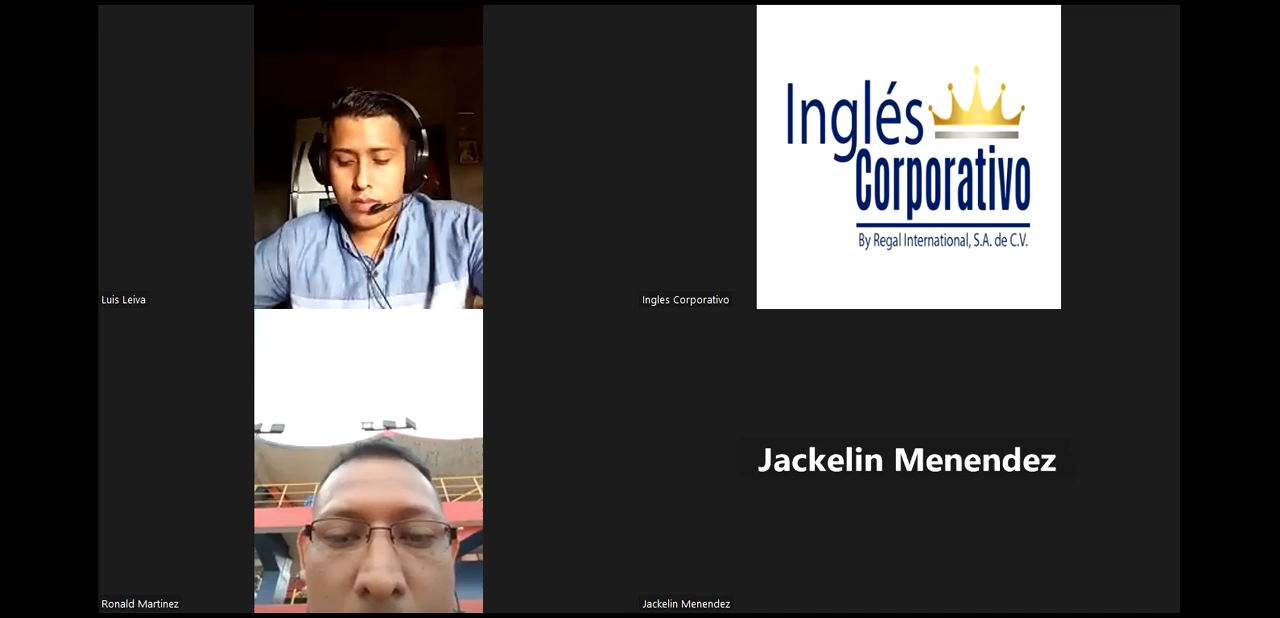 Inglés
Corporativo
By Regal International, S.A. de C.V.
Luis Leiva
Ingles Corporativo
Jackelin Menendez
Ronald Martinez
Jackelin Menendez